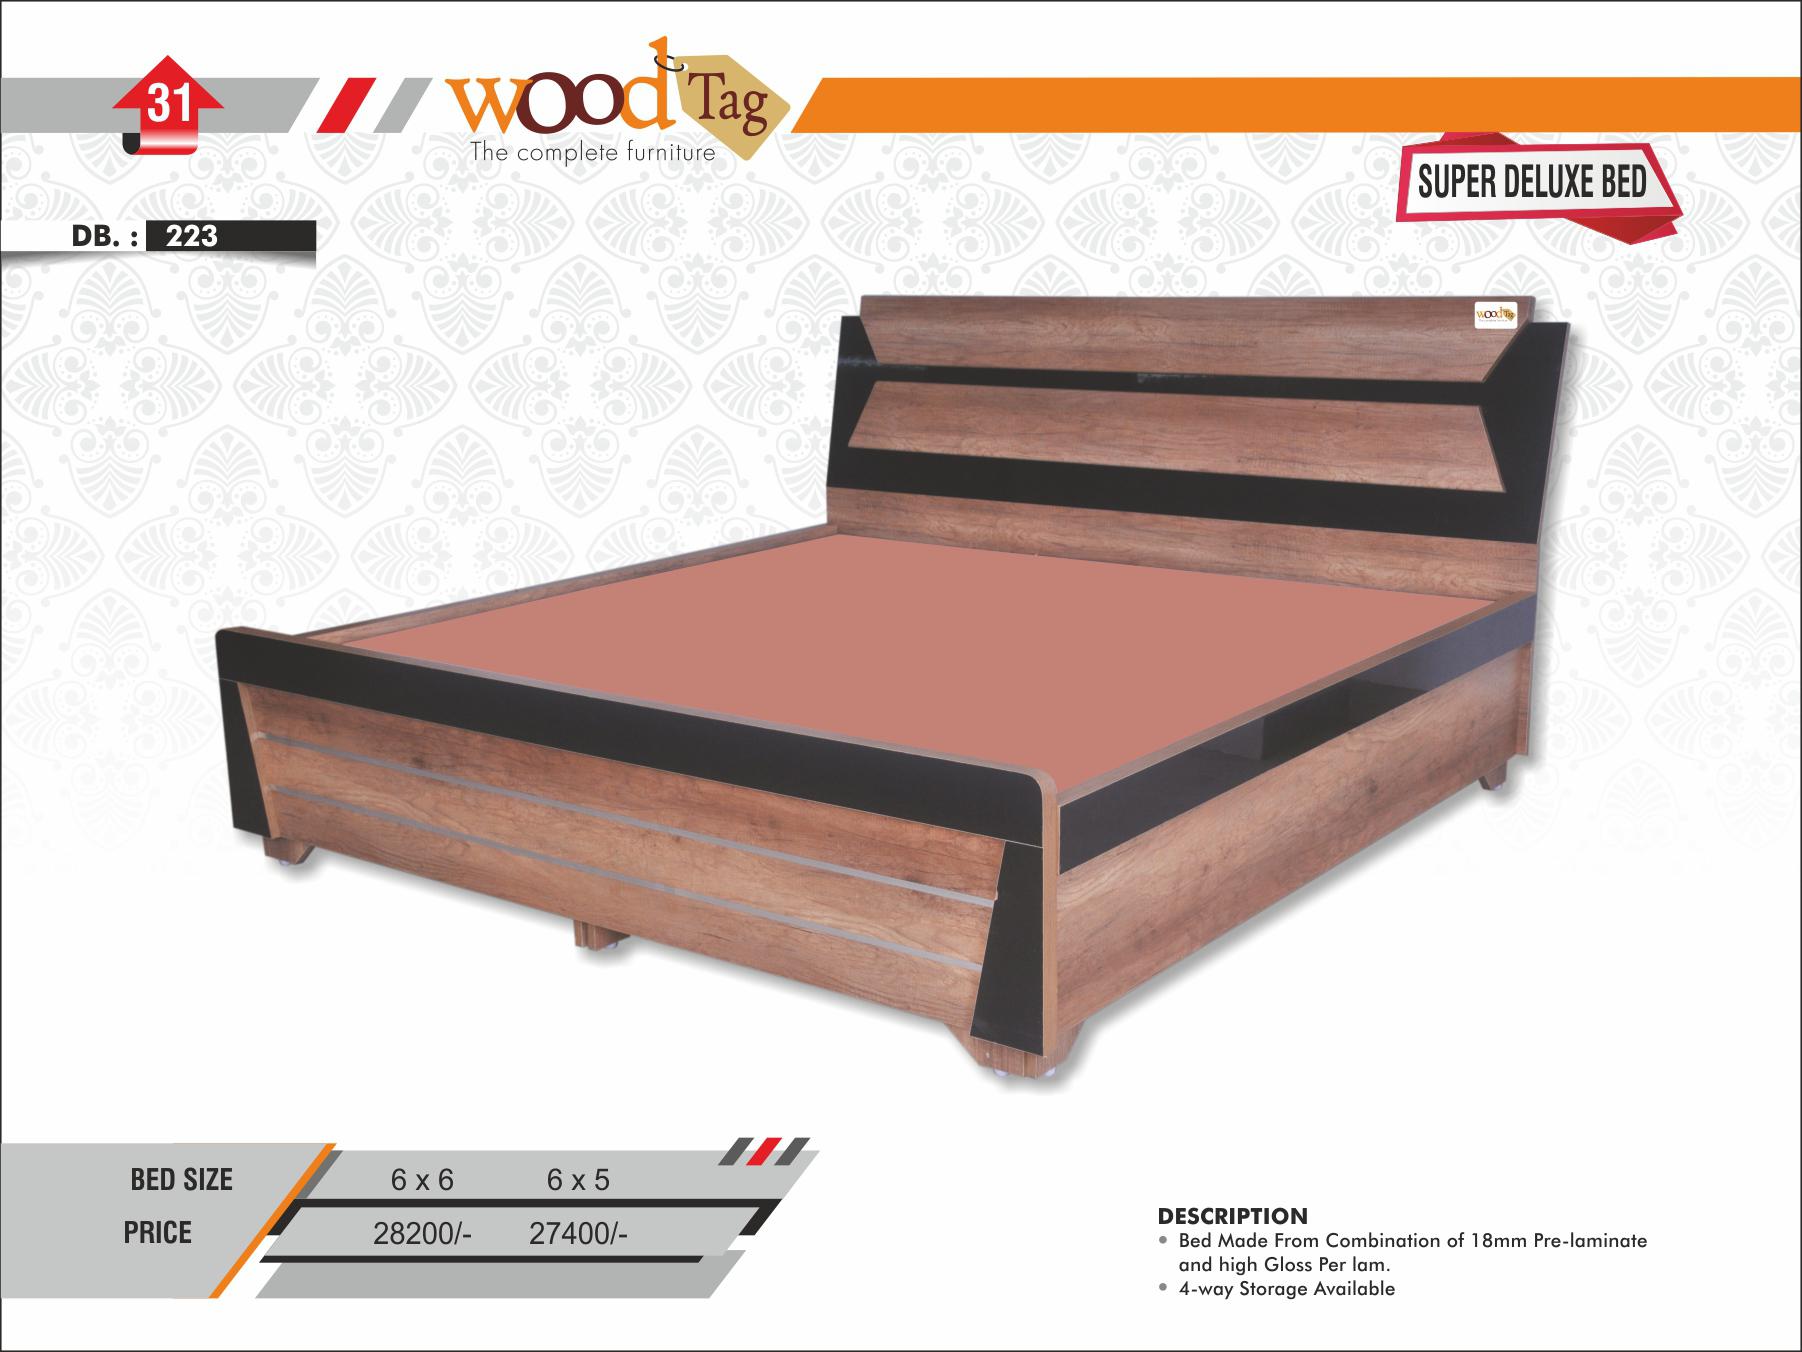 31
wood Tag
The complete furniture
SUPER DELUXE BED
DB. : 223
wood Tag
BED SIZE 6 x 6 6 x 5
PRICE 28200/- 27400/-
DESCRIPTION
• Bed Made From Combination of 18mm Pre-laminate
and high Gloss Per lam.
• 4-way Storage Available